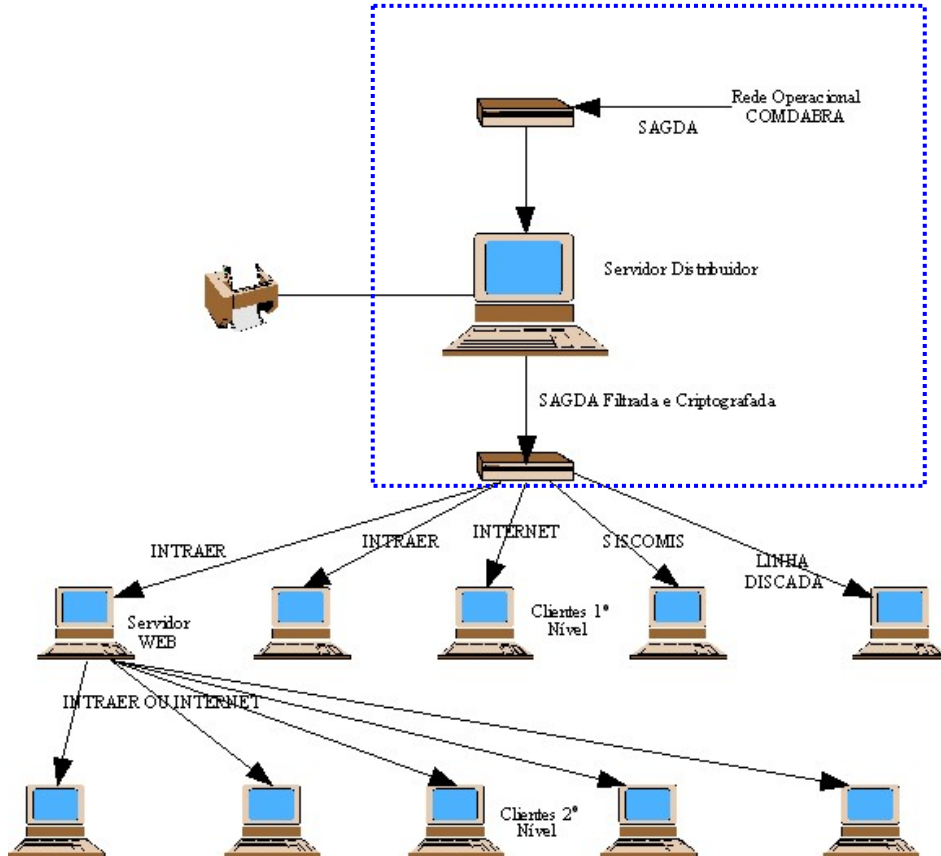 Rede Operacional
COMDABRA
SAGDA
Servidor Distribuidor
SAGDA Filtrada e Criptografada
INTRAER
INTRAER
INTERNET
SISCOMIS
LINHA
DISCADA
Servidor
WEB
Clientes 1º
Nível
INTRAER OU INTERNET
Clientes 2º
Nível